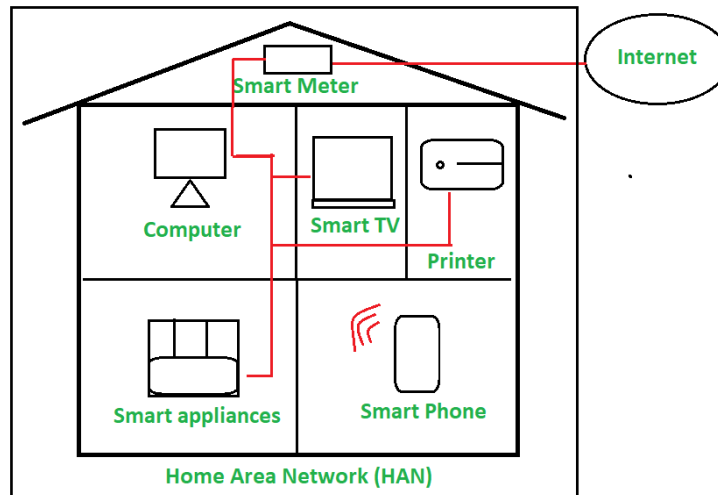 Internet
Smart Meter
Computer
Smart TV
Printer
Smart appliances
Smart Phone
Home Area Network (HAN)